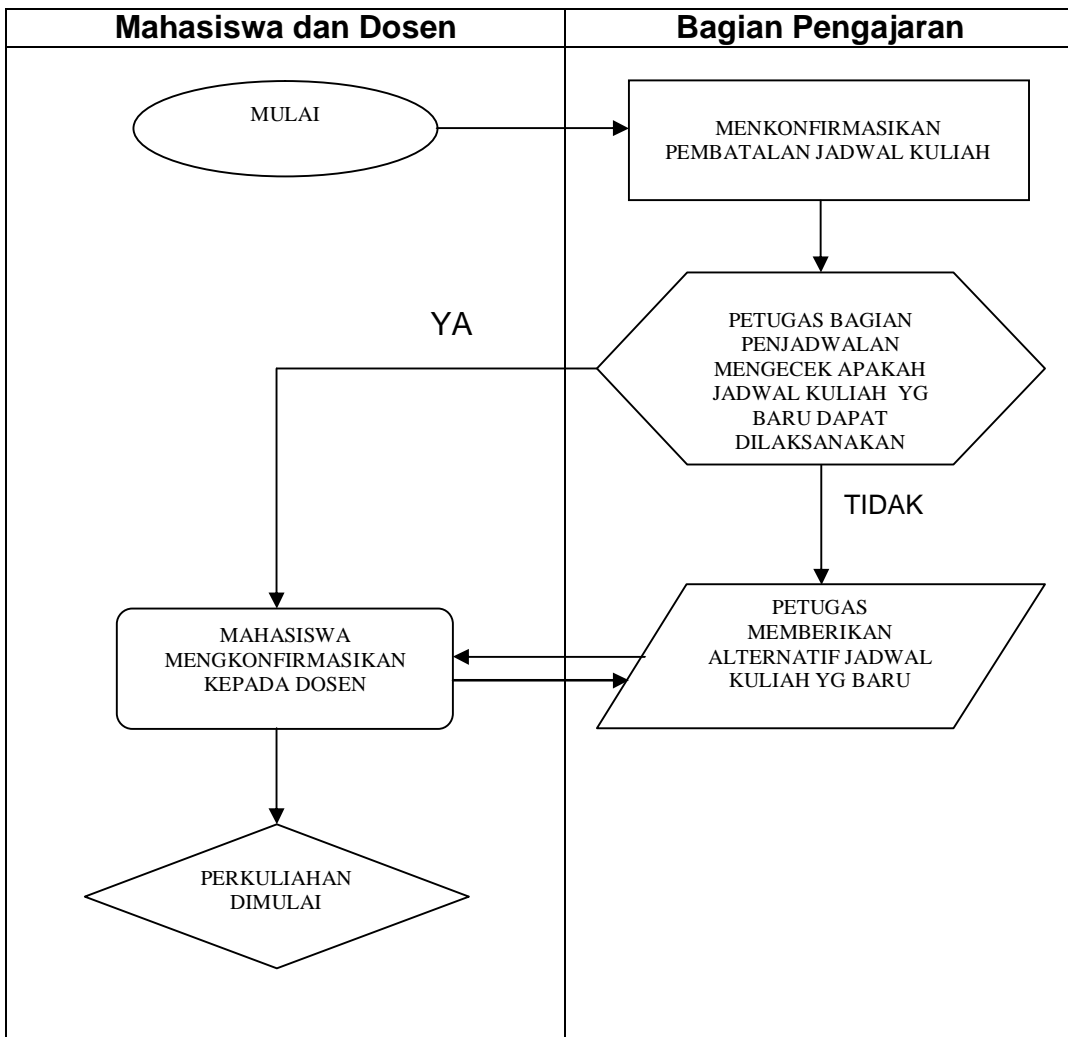 Mahasiswa dan Dosen
Bagian Pengajaran
MULAI
MENKONFIRMASIKAN
PEMBATALAN JADWAL KULIAH
YA
PETUGAS BAGIAN
PENJADWALAN
MENGECEK APAKAH
JADWAL KULIAH YG
BARU DAPAT
DILAKSANAKAN
TIDAK
MAHASISWA
MENGKONFIRMASIKAN
KEPADA DOSEN
PETUGAS
MEMBERIKAN
ALTERNATIF JADWAL
KULIAH YG BARU
PERKULIAHAN
DIMULAI